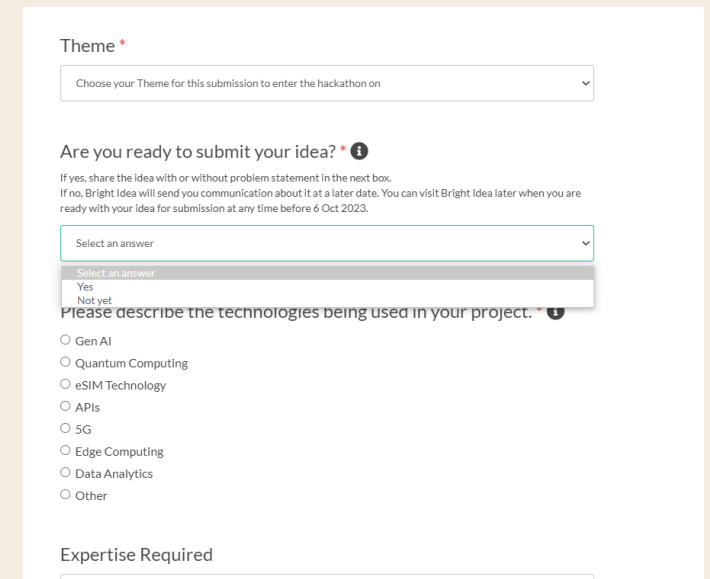 Theme *
Choose your Theme for this submission to enter the hackathon on
Are you ready to submit your idea? *
If yes, share the idea with or without problem statement in the next box.
If no, Bright Idea will send you communication about it at a later date. You can visit Bright Idea later when you are
ready with your idea for submission at any time before 6 Oct 2023.
Select an answer
Select an answer
Yes
Not yet
Please describe the technologies being used in your project. *
Gen AI
Quantum Computing
eSIM Technology
APIs
5G
Edge Computing
Data Analytics
Other
Expertise Required